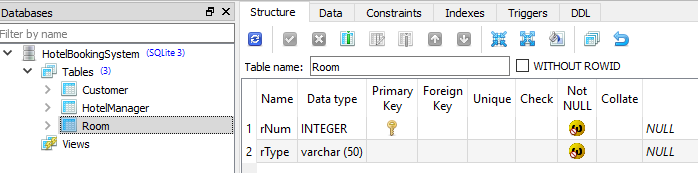 Databases
Filter by name
HotelBookingSystem (SQLite 3)
Tables (3)
Customer
HotelManager
Room
Views
Structure Data Constraints Indexes Triggers DDL
Table name: Room WITHOUT ROWID
Name Data type Primary Key Foreign Key Unique Check Not NULL Collate
1 rNum INTEGER NULL
2 rType varchar (50) NULL